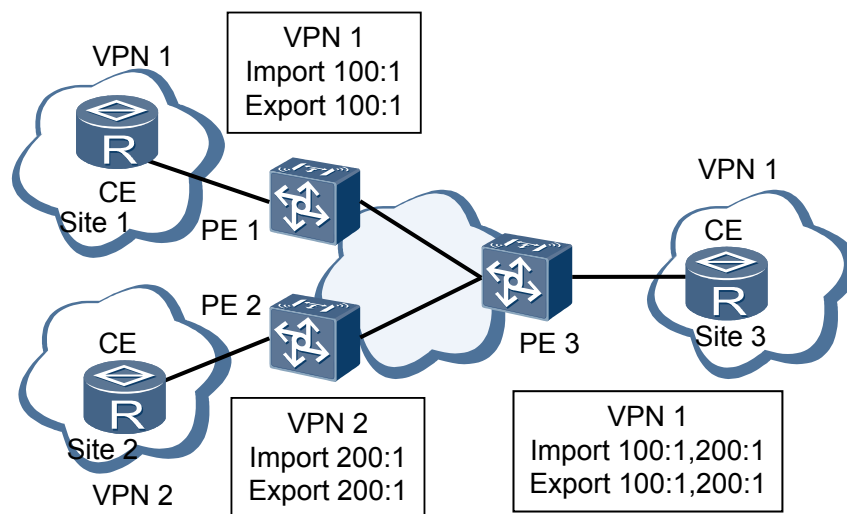 VPN 1
VPN 1
Import 100:1
Export 100:1
R
CE
Site 1
PE 1
VPN 1
CE
R
Site 3
PE 3
PE 2
CE
R
Site 2
VPN 2
VPN 2
Import 200:1
Export 200:1
VPN 1
Import 100:1,200:1
Export 100:1,200:1